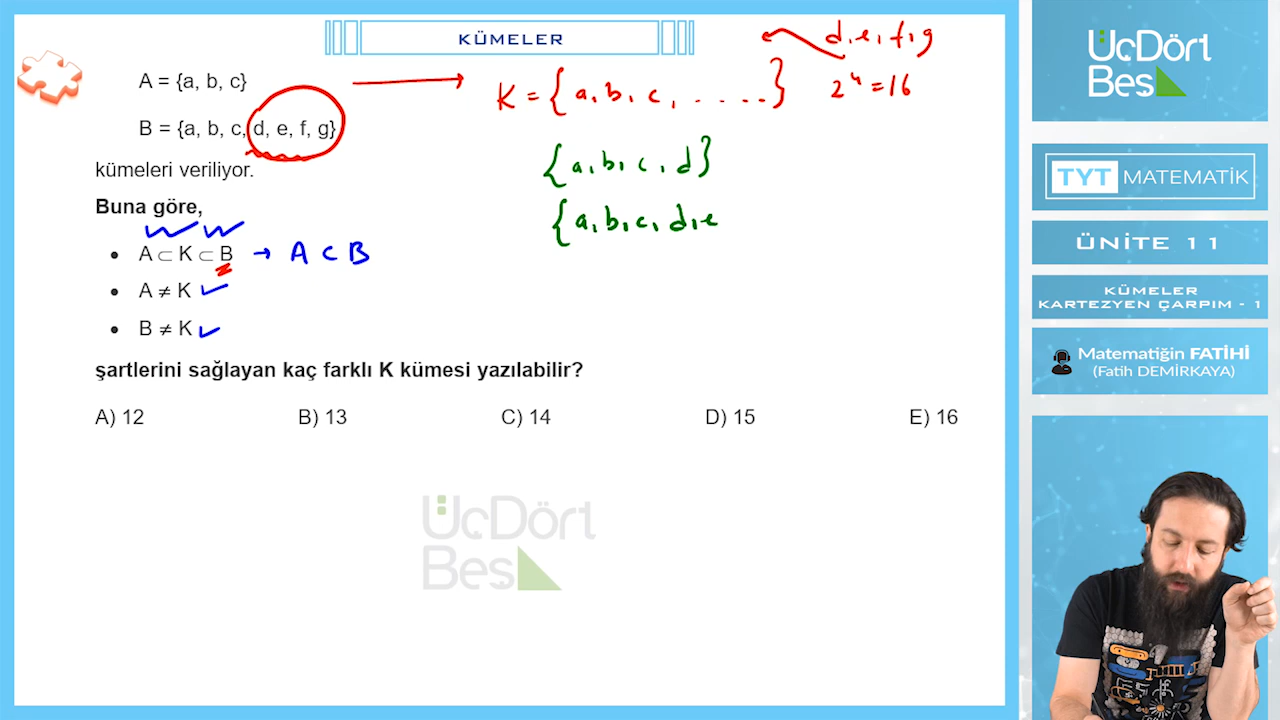 KÜMELER
A = {a, b, c}
B = {a, b, c, d, e, f, g}
kümeleri veriliyor.
Buna göre,
• A ⊂ K ⊂ B → A ⊂ B
• A ≠ K
• B ≠ K
şartlerini sağlayan kaç farklı K kümesi yazılabilir?
A) 12 B) 13 C) 14 D) 15 E) 16
d, e, f, g
K = {a, b, c, .....} 2⁴ = 16
{a, b, c, d}
{a, b, c, d, e
ÜçDört
Beş
ÜçDört
Beş
TYT MATEMATİK
ÜNİTE 11
KÜMELER
KARTEZYEN ÇARPIM - 1
Matematiğin FATİHİ
(Fatih DEMİRKAYA)